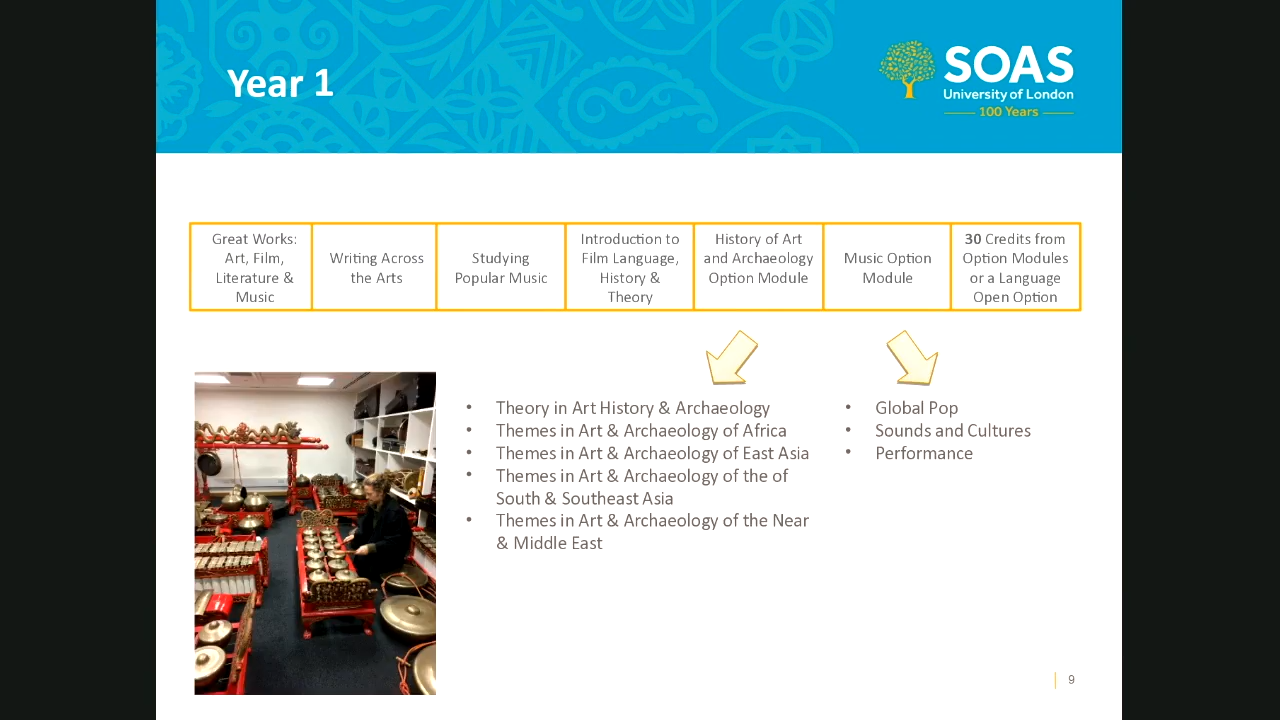 Year 1
SOAS
University of London
100 Years
Great Works:
Art, Film,
Literature &
Music
Writing Across
the Arts
Studying
Popular Music
Introduction to
Film Language,
History &
Theory
History of Art
and Archaeology
Option Module
Music Option
Module
30 Credits from
Option Modules
or a Language
Open Option
• Theory in Art History & Archaeology
• Themes in Art & Archaeology of Africa
• Themes in Art & Archaeology of East Asia
• Themes in Art & Archaeology of the of
South & Southeast Asia
• Themes in Art & Archaeology of the Near
& Middle East
• Global Pop
• Sounds and Cultures
• Performance
9